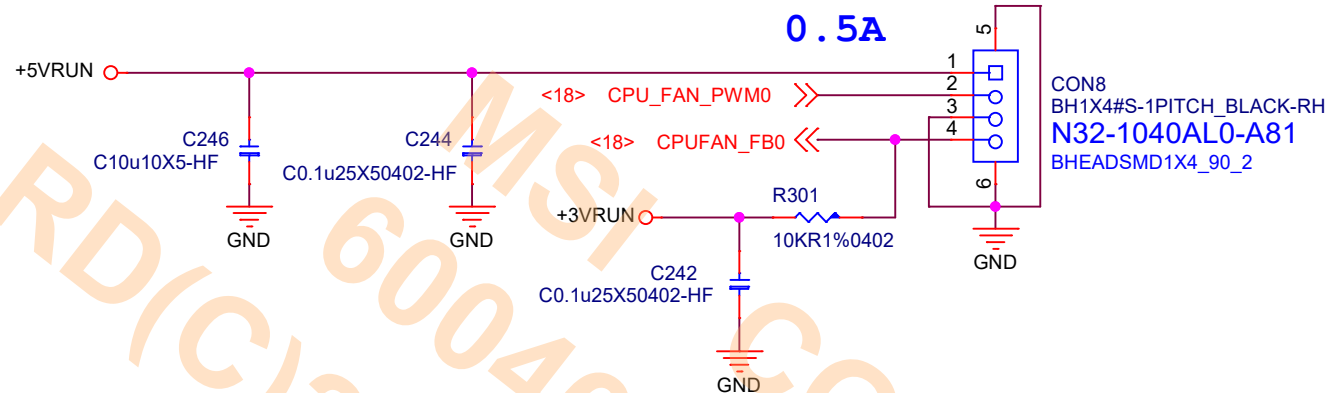 0.5A
+5VRUN
5
1
<18> CPU_FAN_PWM0
2
3
<18> CPUFAN_FB0
4
CON8
BH1X4#S-1PITCH_BLACK-RH
N32-1040AL0-A81
BHEADSMD1X4_90_2
C246
C10u10X5-HF
C244
C0.1u25X50402-HF
6
R301
+3VRUN
10KR1%0402
GND
GND
GND
C242
C0.1u25X50402-HF
GND
MSI
RD(C)